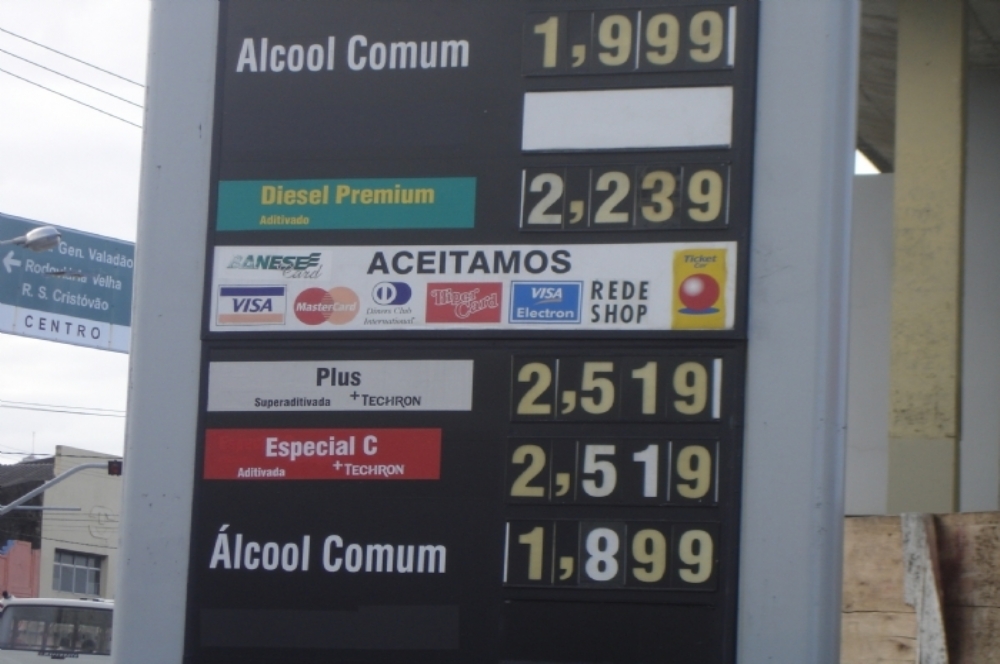 Alcool Comum 1,999
Diesel Premium 2,239
Aditivado
BANESE Card
ACEITAMOS
Ticket Car
VISA MasterCard Diners Club International HiperCard VISA Electron REDE SHOP
Plus 2,519
Superaditivada +TECHRON
Especial C 2,519
Aditivada +TECHRON
Álcool Comum 1,899
Gen. Valadão
Rodoviária Velha
R. S. Cristóvão
CENTRO